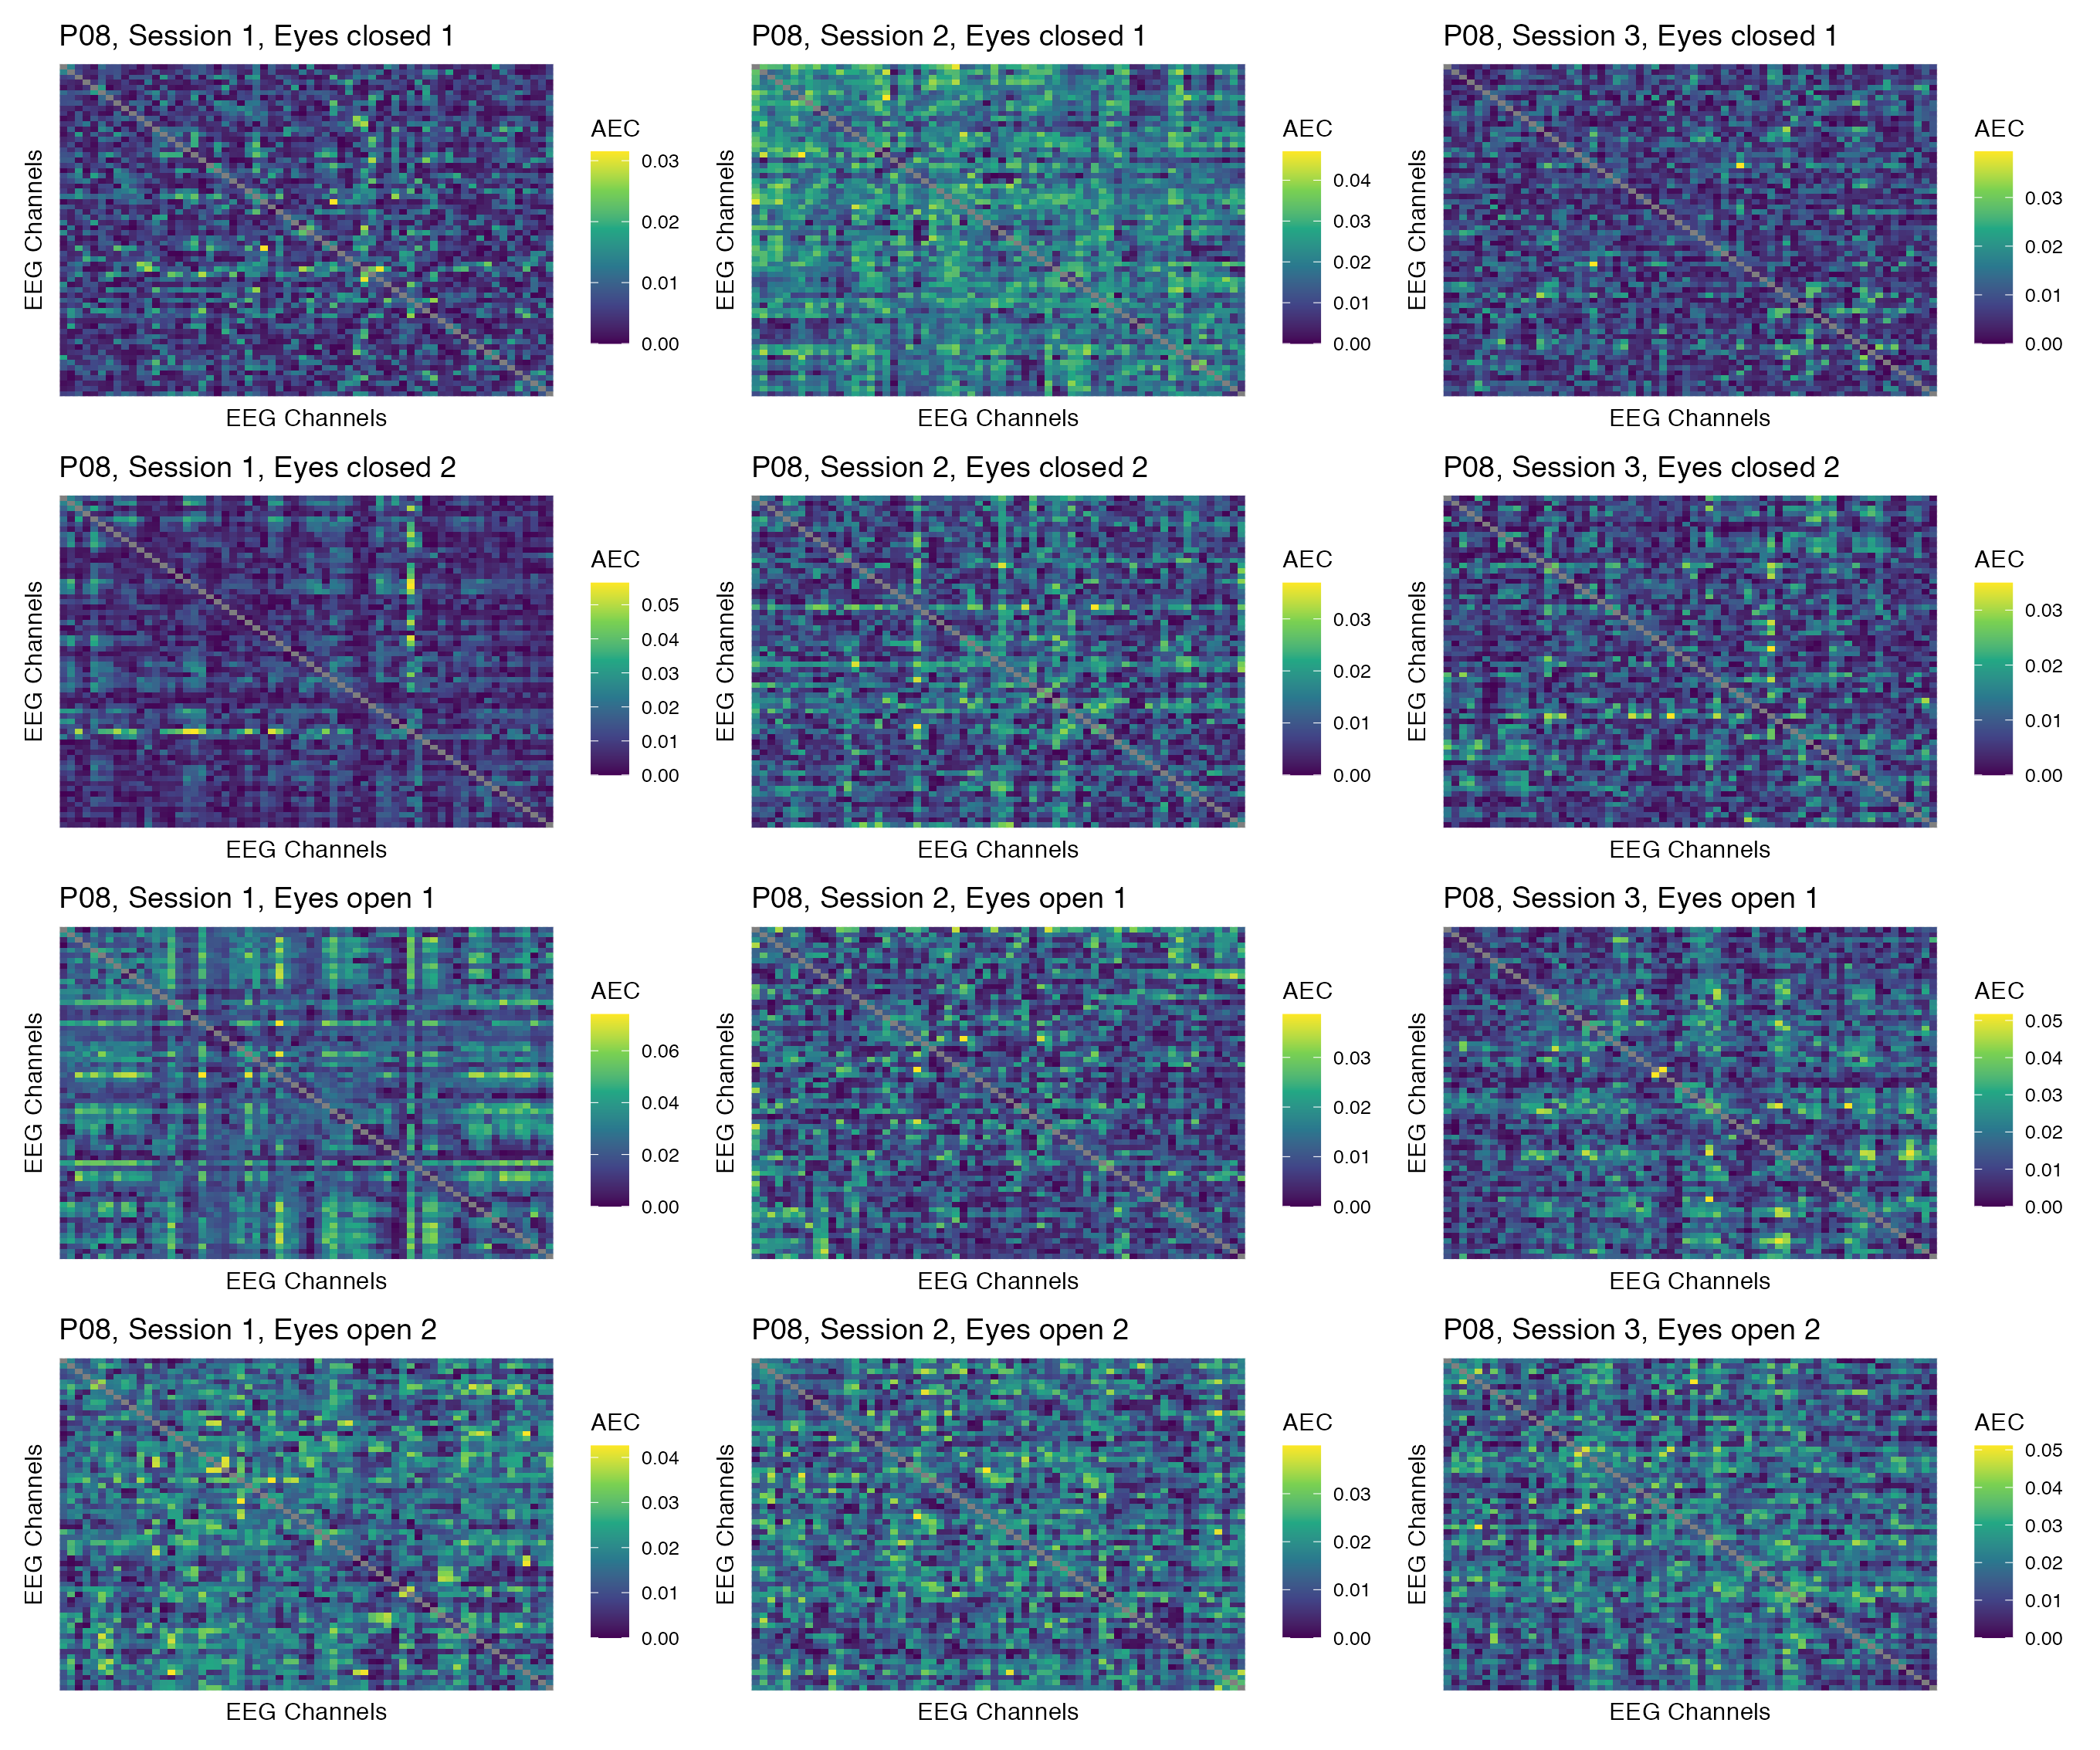 P08, Session 1, Eyes closed 1
P08, Session 2, Eyes closed 1
P08, Session 3, Eyes closed 1
EEG Channels
AEC
0.03
0.02
0.01
0.00
EEG Channels
EEG Channels
AEC
0.04
0.03
0.02
0.01
0.00
EEG Channels
EEG Channels
AEC
0.03
0.02
0.01
0.00
EEG Channels
P08, Session 1, Eyes closed 2
P08, Session 2, Eyes closed 2
P08, Session 3, Eyes closed 2
EEG Channels
AEC
0.05
0.04
0.03
0.02
0.01
0.00
EEG Channels
EEG Channels
AEC
0.03
0.02
0.01
0.00
EEG Channels
EEG Channels
AEC
0.03
0.02
0.01
0.00
EEG Channels
P08, Session 1, Eyes open 1
P08, Session 2, Eyes open 1
P08, Session 3, Eyes open 1
EEG Channels
AEC
0.06
0.04
0.02
0.00
EEG Channels
EEG Channels
AEC
0.03
0.02
0.01
0.00
EEG Channels
EEG Channels
AEC
0.05
0.04
0.03
0.02
0.01
0.00
EEG Channels
P08, Session 1, Eyes open 2
P08, Session 2, Eyes open 2
P08, Session 3, Eyes open 2
EEG Channels
AEC
0.04
0.03
0.02
0.01
0.00
EEG Channels
EEG Channels
AEC
0.03
0.02
0.01
0.00
EEG Channels
EEG Channels
AEC
0.05
0.04
0.03
0.02
0.01
0.00
EEG Channels